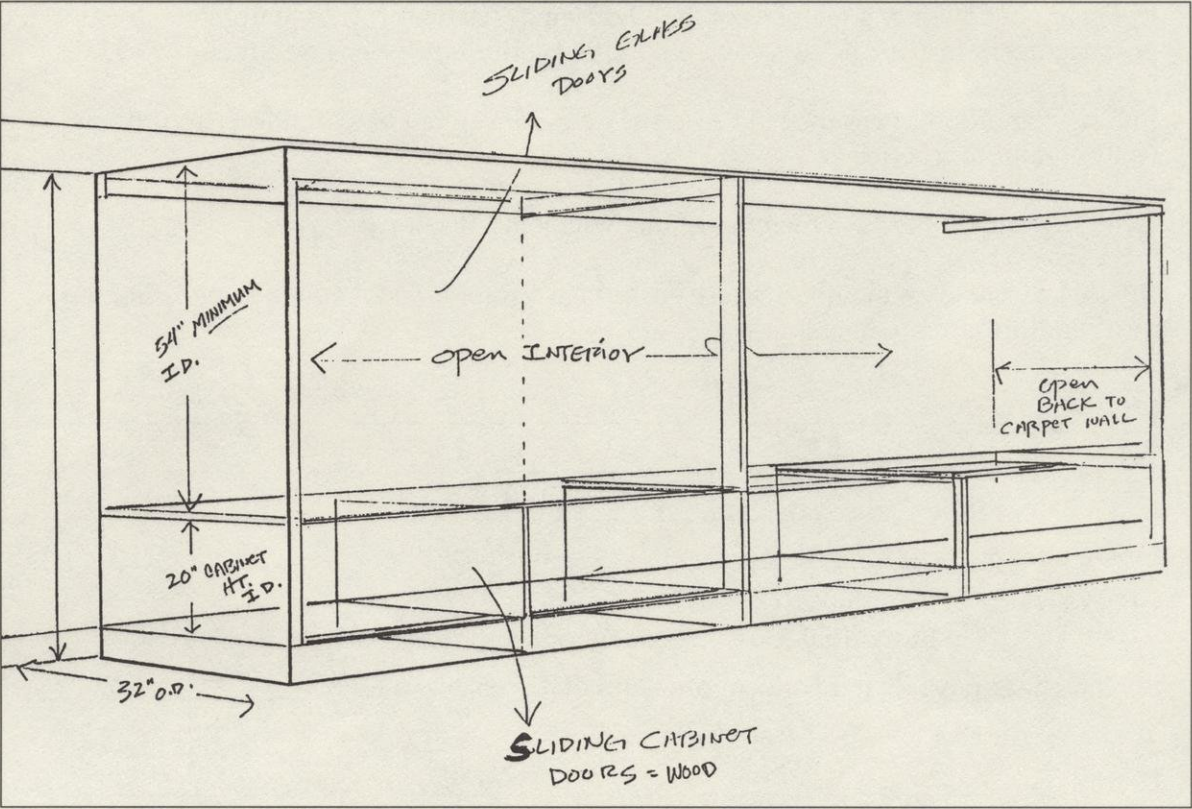 SLIDING GLASS
DOORS
54" MINIMUM
I.D.
open INTERIOR
open
BACK TO
CARPET WALL
20" CABINET
HT.
I.D.
32" O.D.
SLIDING CABINET
DOORS = WOOD